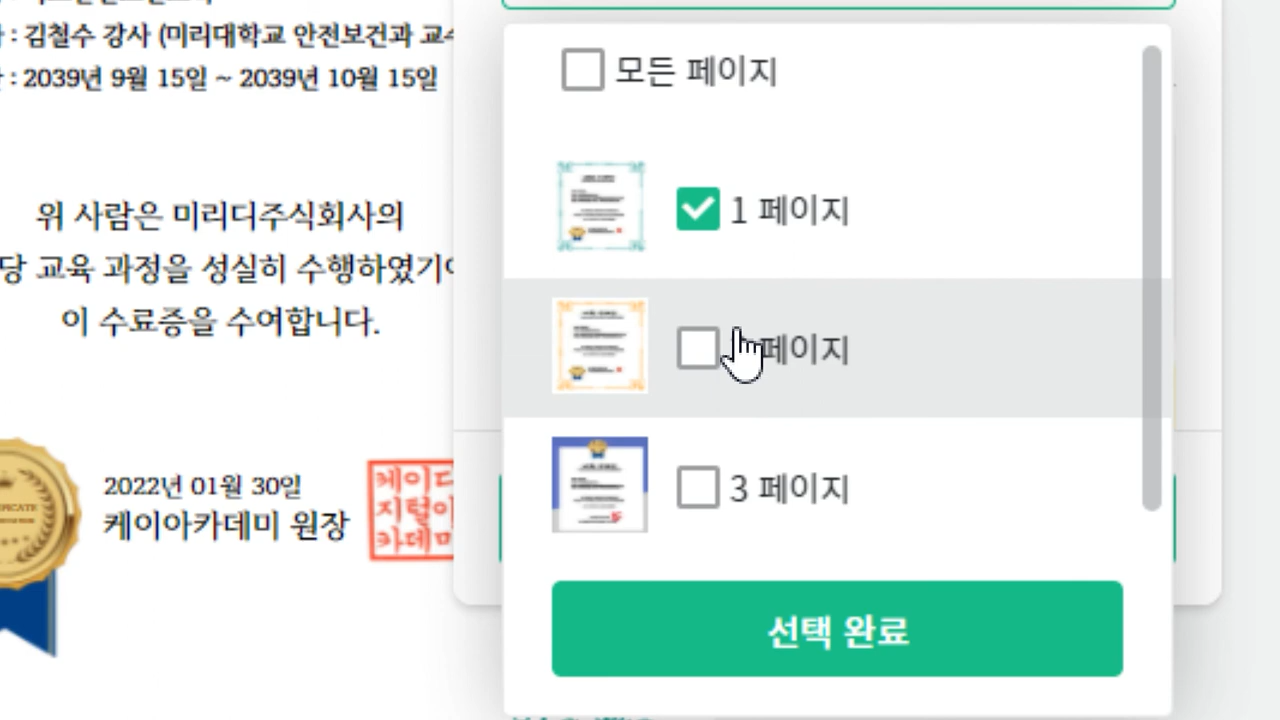 : 김철수 강사 (미리대학교 안전보건과
: 2039년 9월 15일 ~ 2039년 10월 15일
위 사람은 미리디주식회사의
당 교육 과정을 성실히 수행하였기
이 수료증을 수여합니다.
2022년 01월 30일
케이아카데미 원장
모든 페이지
1 페이지
페이지
3 페이지
선택 완료